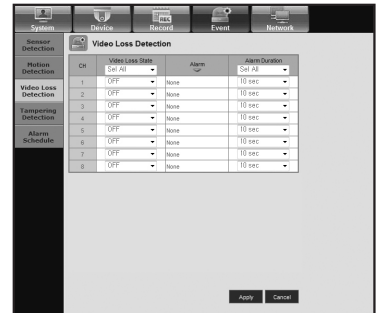 System Device Record Event Network
Sensor Detection
Motion Detection
Video Loss Detection
Tampering Detection
Alarm Schedule
Video Loss Detection
CH Video Loss State Alarm Alarm Duration
Sel All Sel All
1 OFF None 10 sec
2 OFF None 10 sec
3 OFF None 10 sec
4 OFF None 10 sec
5 OFF None 10 sec
6 OFF None 10 sec
7 OFF None 10 sec
8 OFF None 10 sec
Apply Cancel